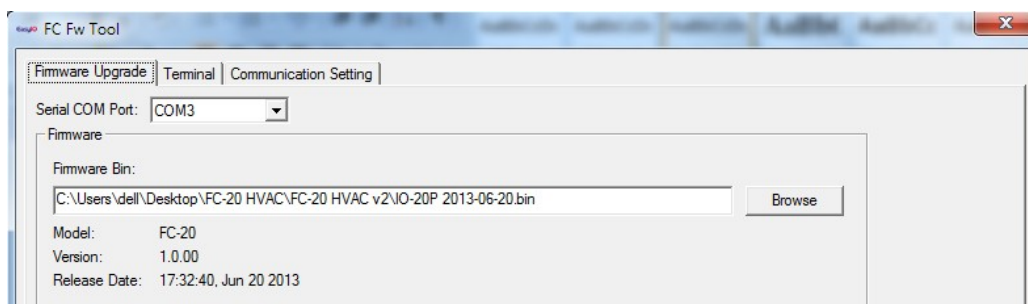 FC Fw Tool
Firmware Upgrade Terminal Communication Setting
Serial COM Port: COM3
Firmware
Firmware Bin:
C:\Users\dell\Desktop\FC-20 HVAC\FC-20 HVAC v2\IO-20P 2013-06-20.bin Browse
Model: FC-20
Version: 1.0.00
Release Date: 17:32:40, Jun 20 2013